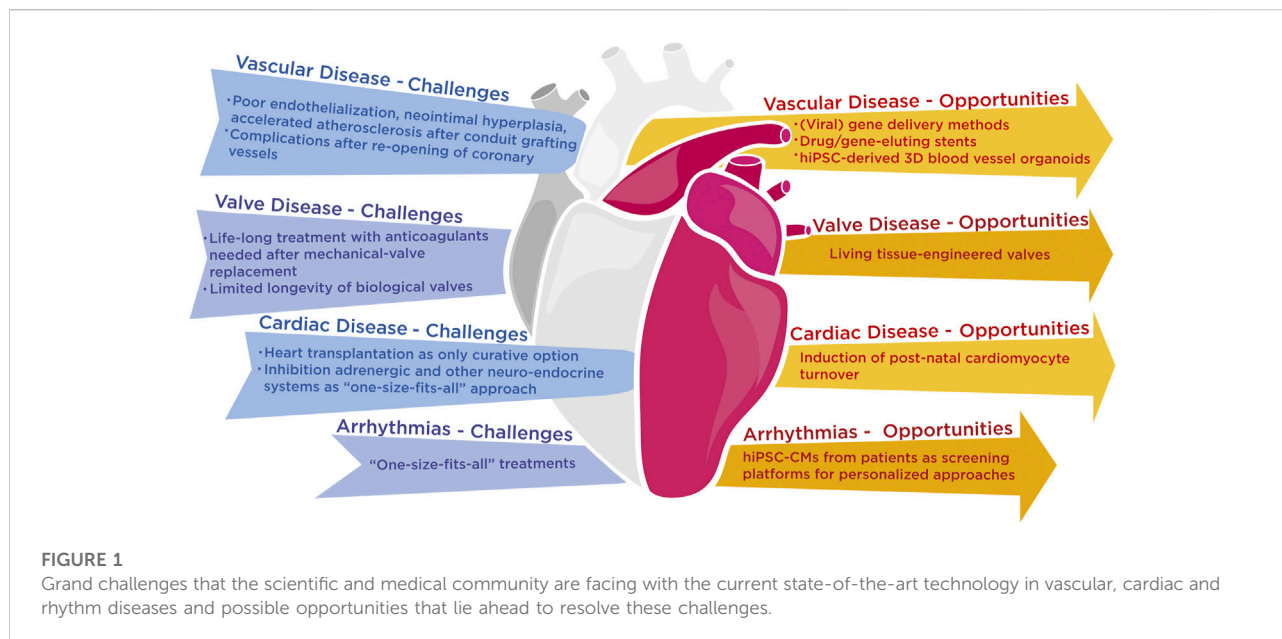 Vascular Disease - Challenges
·Poor endothelialization, neointimal hyperplasia,
accelerated atherosclerosis after conduit grafting
·Complications after re-opening of coronary
vessels
Vascular Disease - Opportunities
·(Viral) gene delivery methods
·Drug/gene-eluting stents
·hiPSC-derived 3D blood vessel organoids
Valve Disease - Challenges
·Life-long treatment with anticoagulants
needed after mechanical-valve
replacement
·Limited longevity of biological valves
Valve Disease - Opportunities
Living tissue-engineered valves
Cardiac Disease - Challenges
·Heart transplantation as only curative option
·Inhibition adrenergic and other neuro-endocrine
systems as “one-size-fits-all” approach
Cardiac Disease - Opportunities
Induction of post-natal cardiomyocyte
turnover
Arrhythmias - Challenges
“One-size-fits-all” treatments
Arrhythmias - Opportunities
hiPSC-CMs from patients as screening
platforms for personalized approaches
FIGURE 1
Grand challenges that the scientific and medical community are facing with the current state-of-the-art technology in vascular, cardiac and
rhythm diseases and possible opportunities that lie ahead to resolve these challenges.